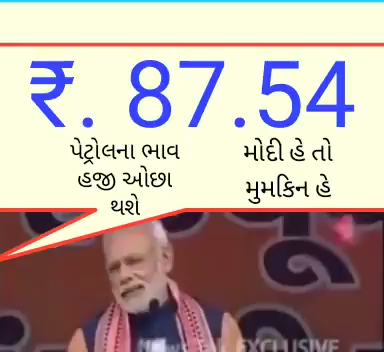 ₹. 87.54
પેટ્રોલના ભાવ
હજી ઓછા
થશે
મોદી હે તો
મુમકિન હે
EXCLUSIVE